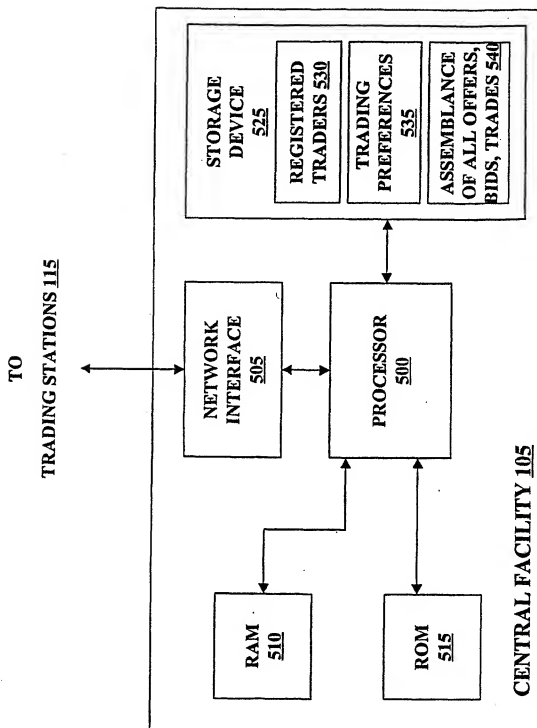 TO
TRADING STATIONS 115
NETWORK
INTERFACE
505
STORAGE
DEVICE
525
REGISTERED
TRADERS 530
TRADING
PREFERENCES
535
ASSEMBLANCE
OF ALL OFFERS,
BIDS, TRADES 540
PROCESSOR
500
RAM
510
ROM
515
CENTRAL FACILITY 105